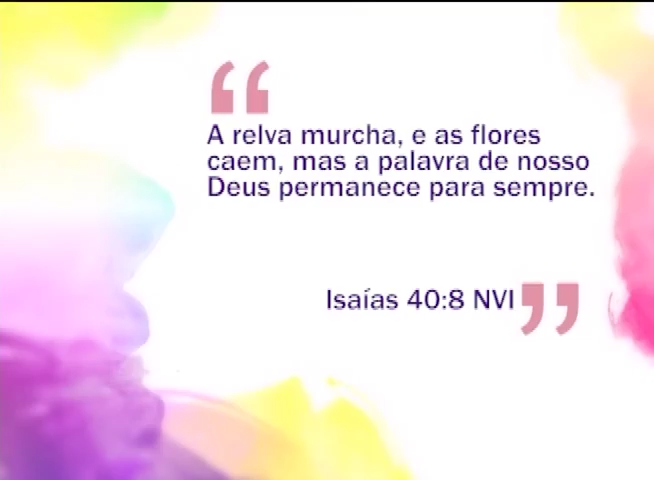 “
A relva murcha, e as flores
caem, mas a palavra de nosso
Deus permanece para sempre.
Isaías 40:8 NVI ”